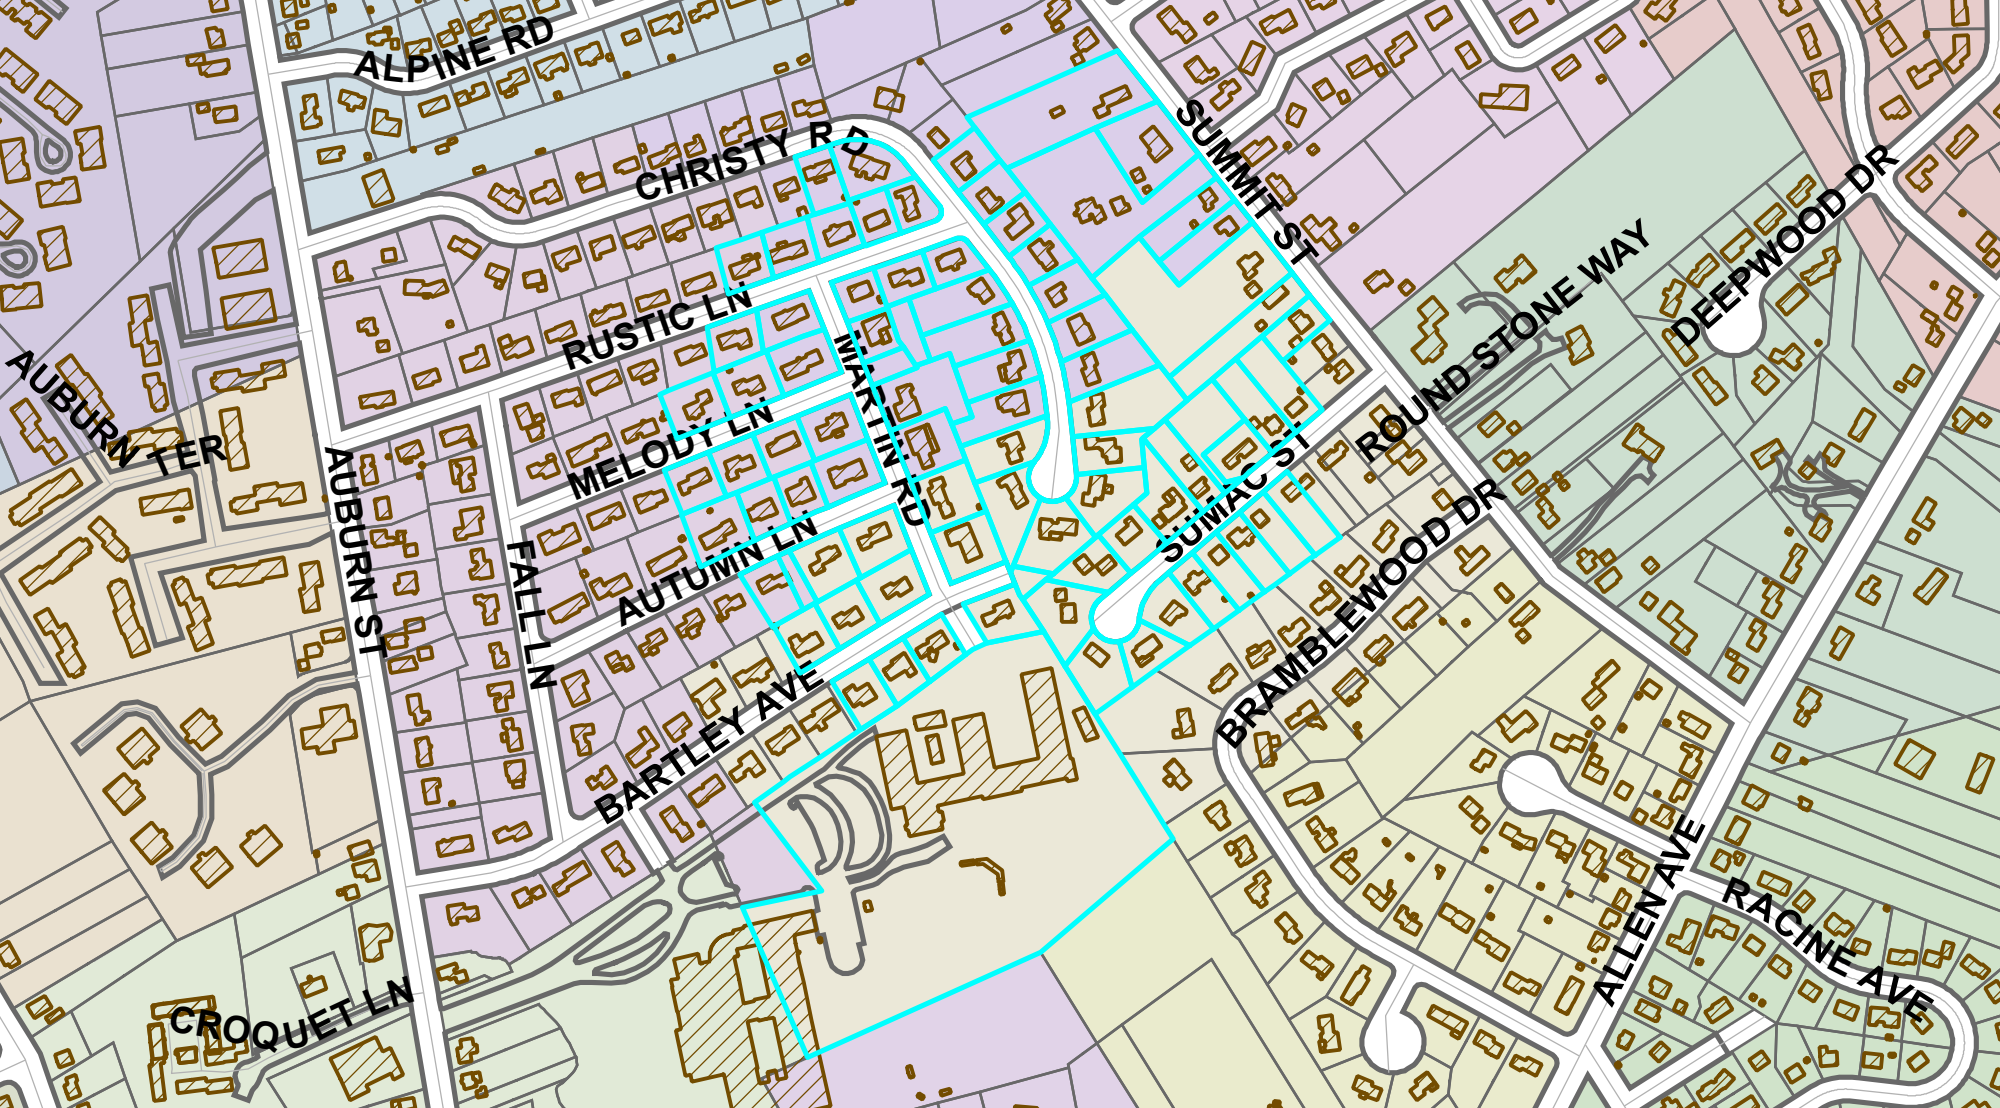 ALPINE RD
CHRISTY RD
SUMMIT ST
DEEPWOOD DR
ROUND STONE WAY
RUSTIC LN
MARTIN RD
AUBURN TER
MELODY LN
SUMAC ST
AUBURN ST
AUTUMN LN
FALL LN
BRAMBLEWOOD DR
BARTLEY AVE
ALLEN AVE
RACINE AVE
CROQUET LN